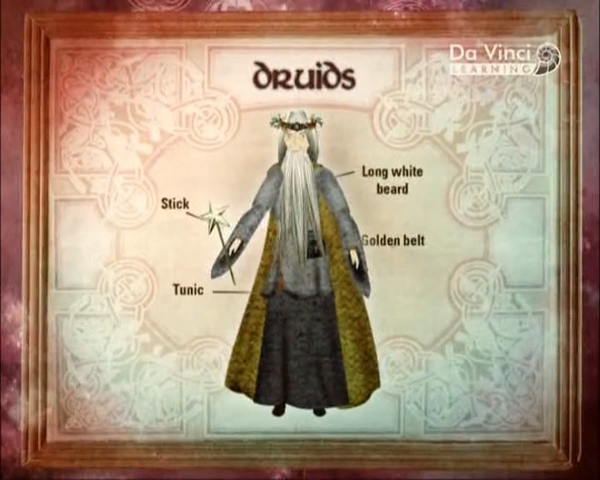 Da Vinci
LEARNING
druids
Long white
beard
Stick
Golden belt
Tunic